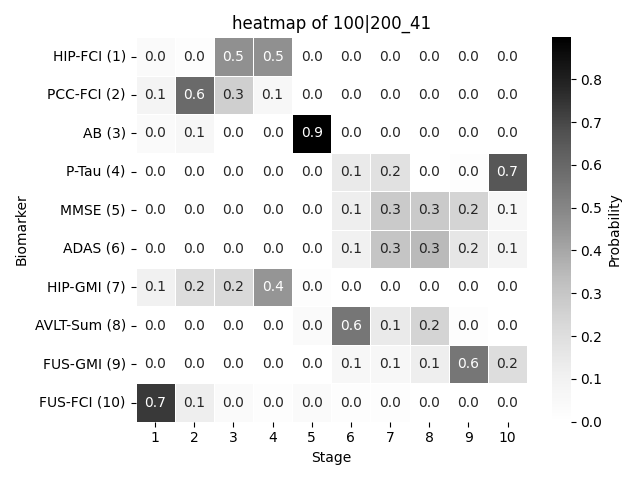 heatmap of 100|200_41
HIP-FCI (1) 0.0 0.0 0.5 0.5 0.0 0.0 0.0 0.0 0.0 0.0
PCC-FCI (2) 0.1 0.6 0.3 0.1 0.0 0.0 0.0 0.0 0.0 0.0
AB (3) 0.0 0.1 0.0 0.0 0.9 0.0 0.0 0.0 0.0 0.0
P-Tau (4) 0.0 0.0 0.0 0.0 0.0 0.1 0.2 0.0 0.0 0.7
MMSE (5) 0.0 0.0 0.0 0.0 0.0 0.1 0.3 0.3 0.2 0.1
ADAS (6) 0.0 0.0 0.0 0.0 0.0 0.1 0.3 0.3 0.2 0.1
HIP-GMI (7) 0.1 0.2 0.2 0.4 0.0 0.0 0.0 0.0 0.0 0.0
AVLT-Sum (8) 0.0 0.0 0.0 0.0 0.0 0.6 0.1 0.2 0.0 0.0
FUS-GMI (9) 0.0 0.0 0.0 0.0 0.0 0.1 0.1 0.1 0.6 0.2
FUS-FCI (10) 0.7 0.1 0.0 0.0 0.0 0.0 0.0 0.0 0.0 0.0
1 2 3 4 5 6 7 8 9 10
Stage
Biomarker
0.8
0.7
0.6
0.5
0.4
0.3
0.2
0.1
0.0
Probability